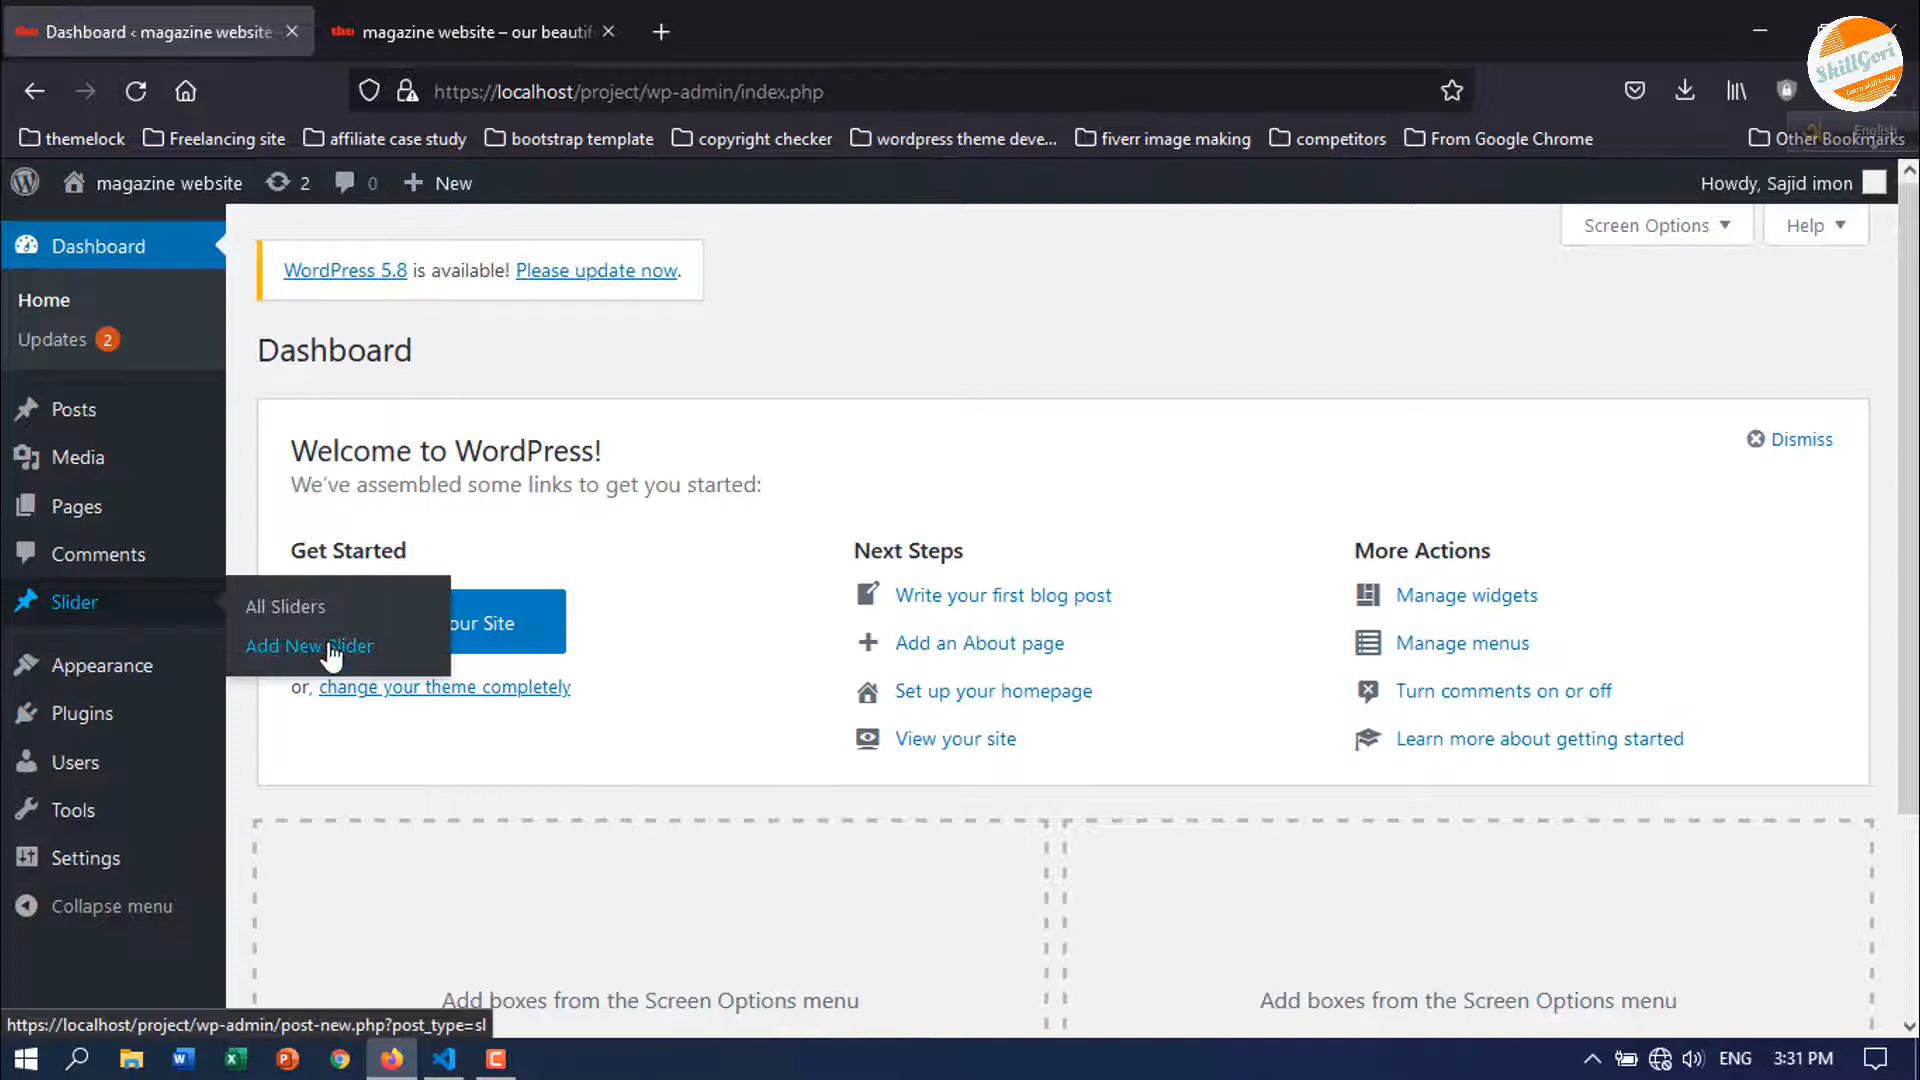 Dashboard ‹ magazine website
magazine website – our beautif
SkillGori
Learn skill today
https://localhost/project/wp-admin/index.php
themelock
Freelancing site
affiliate case study
bootstrap template
copyright checker
wordpress theme deve...
fiverr image making
competitors
From Google Chrome
Other Bookmarks
English
magazine website
2
0
New
Howdy, Sajid imon
Dashboard
Screen Options
Help
WordPress 5.8 is available! Please update now.
Home
Updates 2
Dashboard
Posts
Media
Pages
Comments
Slider
Appearance
Plugins
Users
Tools
Settings
Collapse menu
All Sliders
Add New Slider
Welcome to WordPress!
Dismiss
We've assembled some links to get you started:
Get Started
our Site
or, change your theme completely
Next Steps
Write your first blog post
Add an About page
Set up your homepage
View your site
More Actions
Manage widgets
Manage menus
Turn comments on or off
Learn more about getting started
Add boxes from the Screen Options menu
Add boxes from the Screen Options menu
https://localhost/project/wp-admin/post-new.php?post_type=sl
ENG
3:31 PM